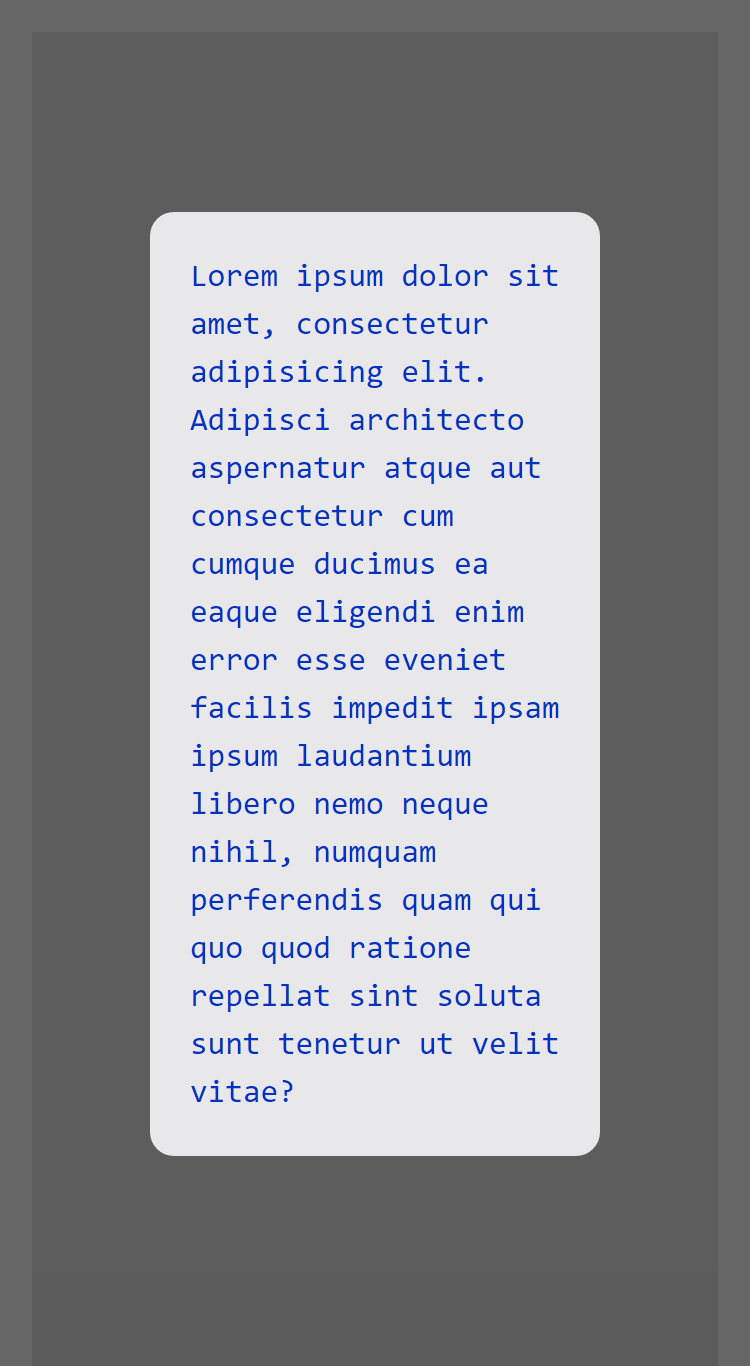 Lorem ipsum dolor sit
amet, consectetur
adipisicing elit.
Adipisci architecto
aspernatur atque aut
consectetur cum
cumque ducimus ea
eaque eligendi enim
error esse eveniet
facilis impedit ipsam
ipsum laudantium
libero nemo neque
nihil, numquam
perferendis quam qui
quo quod ratione
repellat sint soluta
sunt tenetur ut velit
vitae?